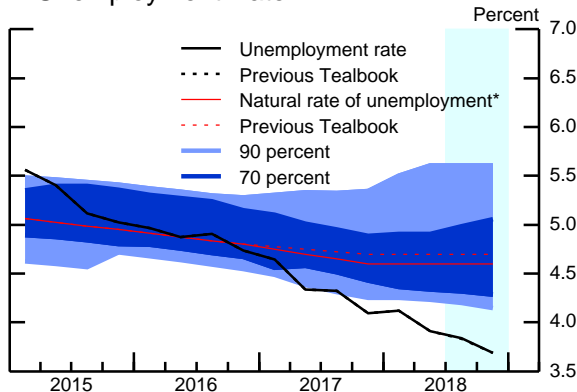 Percent
7.0
Unemployment rate
Previous Tealbook
Natural rate of unemployment*
Previous Tealbook
90 percent
70 percent
6.5
6.0
5.5
5.0
4.5
4.0
3.5
2015 2016 2017 2018